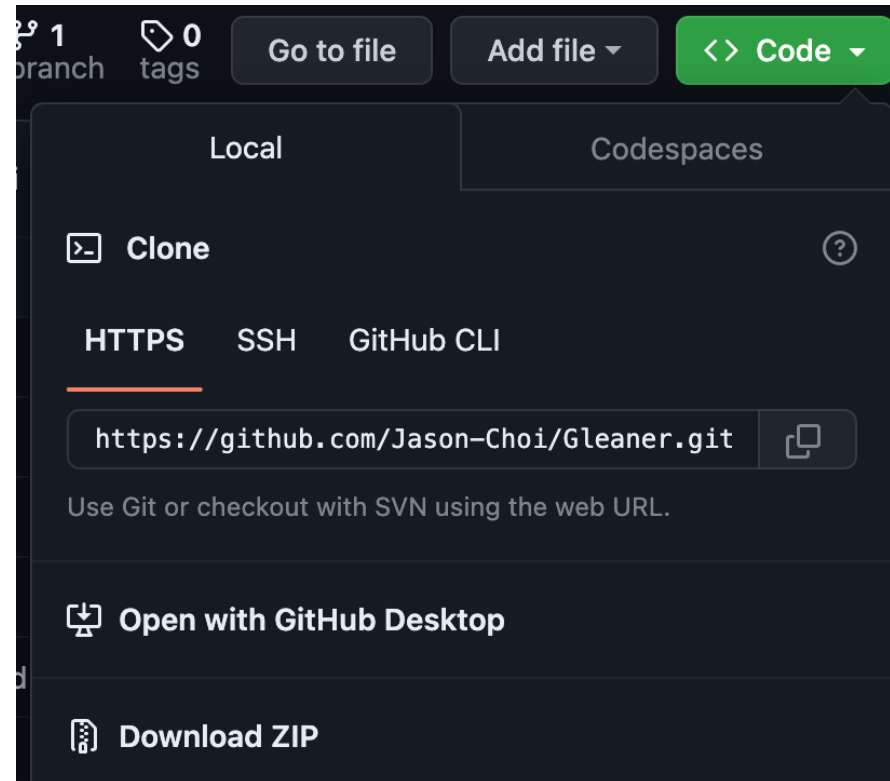 1 0 Go to file Add file Code
branch tags
Local Codespaces
Clone
HTTPS SSH GitHub CLI
https://github.com/Jason-Choi/Gleaner.git
Use Git or checkout with SVN using the web URL.
Open with GitHub Desktop
Download ZIP